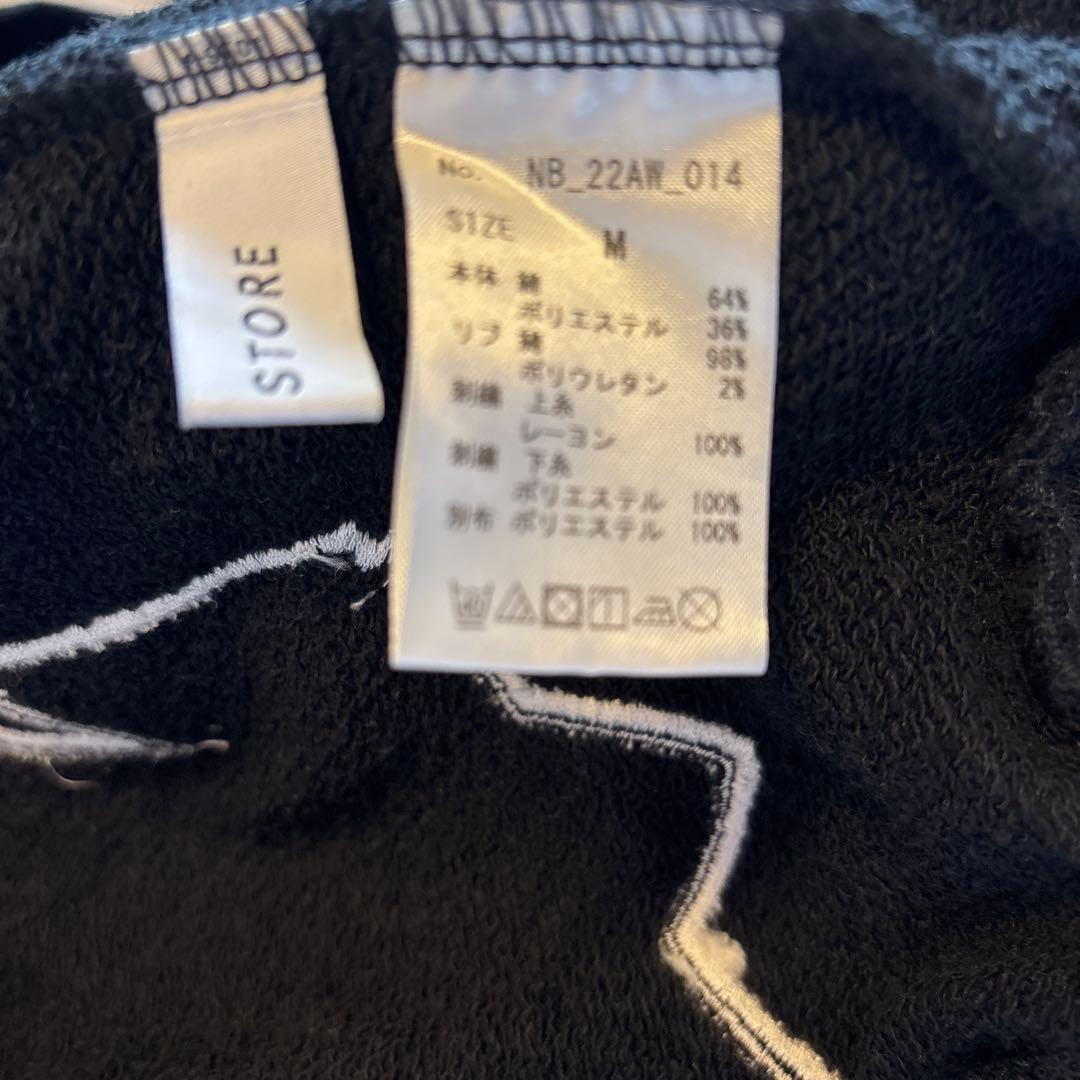 STORE
No. NB_22AW_014
SIZE M
本体 綿 64%
ポリエステル 36%
リブ 綿 98%
ポリウレタン 2%
刺繍 上糸
レーヨン 100%
刺繍 下糸
ポリエステル 100%
別布 ポリエステル 100%
40